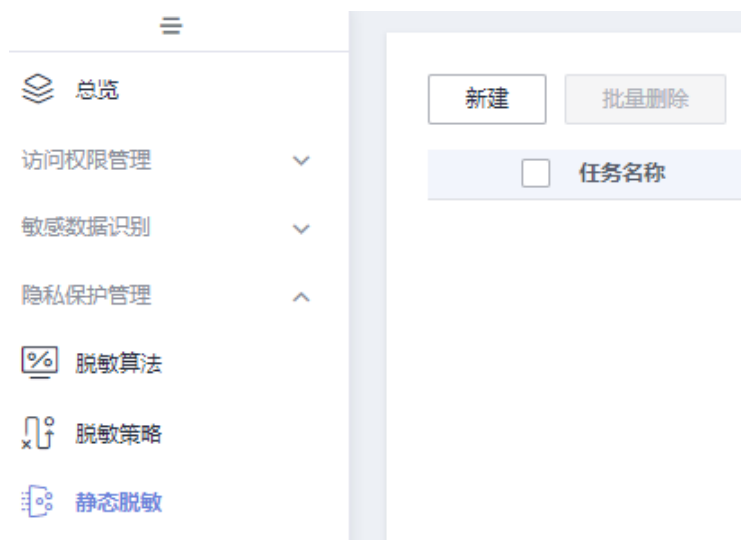 总览
访问权限管理
敏感数据识别
隐私保护管理
脱敏算法
脱敏策略
静态脱敏
新建 批量删除
任务名称